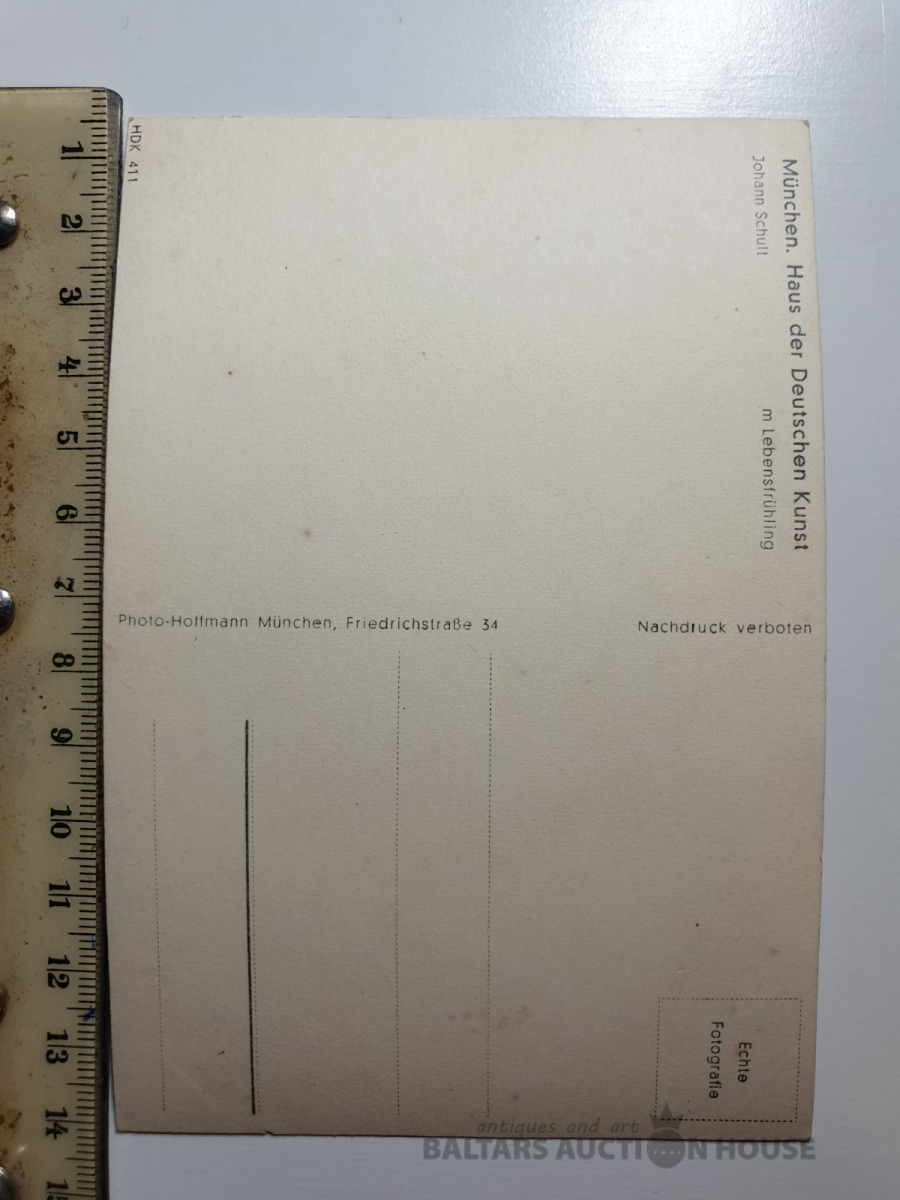 München. Haus der Deutschen Kunst
Johann Schult
m Lebensfrühling
HDK 411
Photo-Hoffmann München, Friedrichstraße 34
Nachdruck verboten
Echte
Fotografie
1
2
3
4
5
6
7
8
9
10
11
12
13
14
antiques and art
BALTARS AUCTION HOUSE